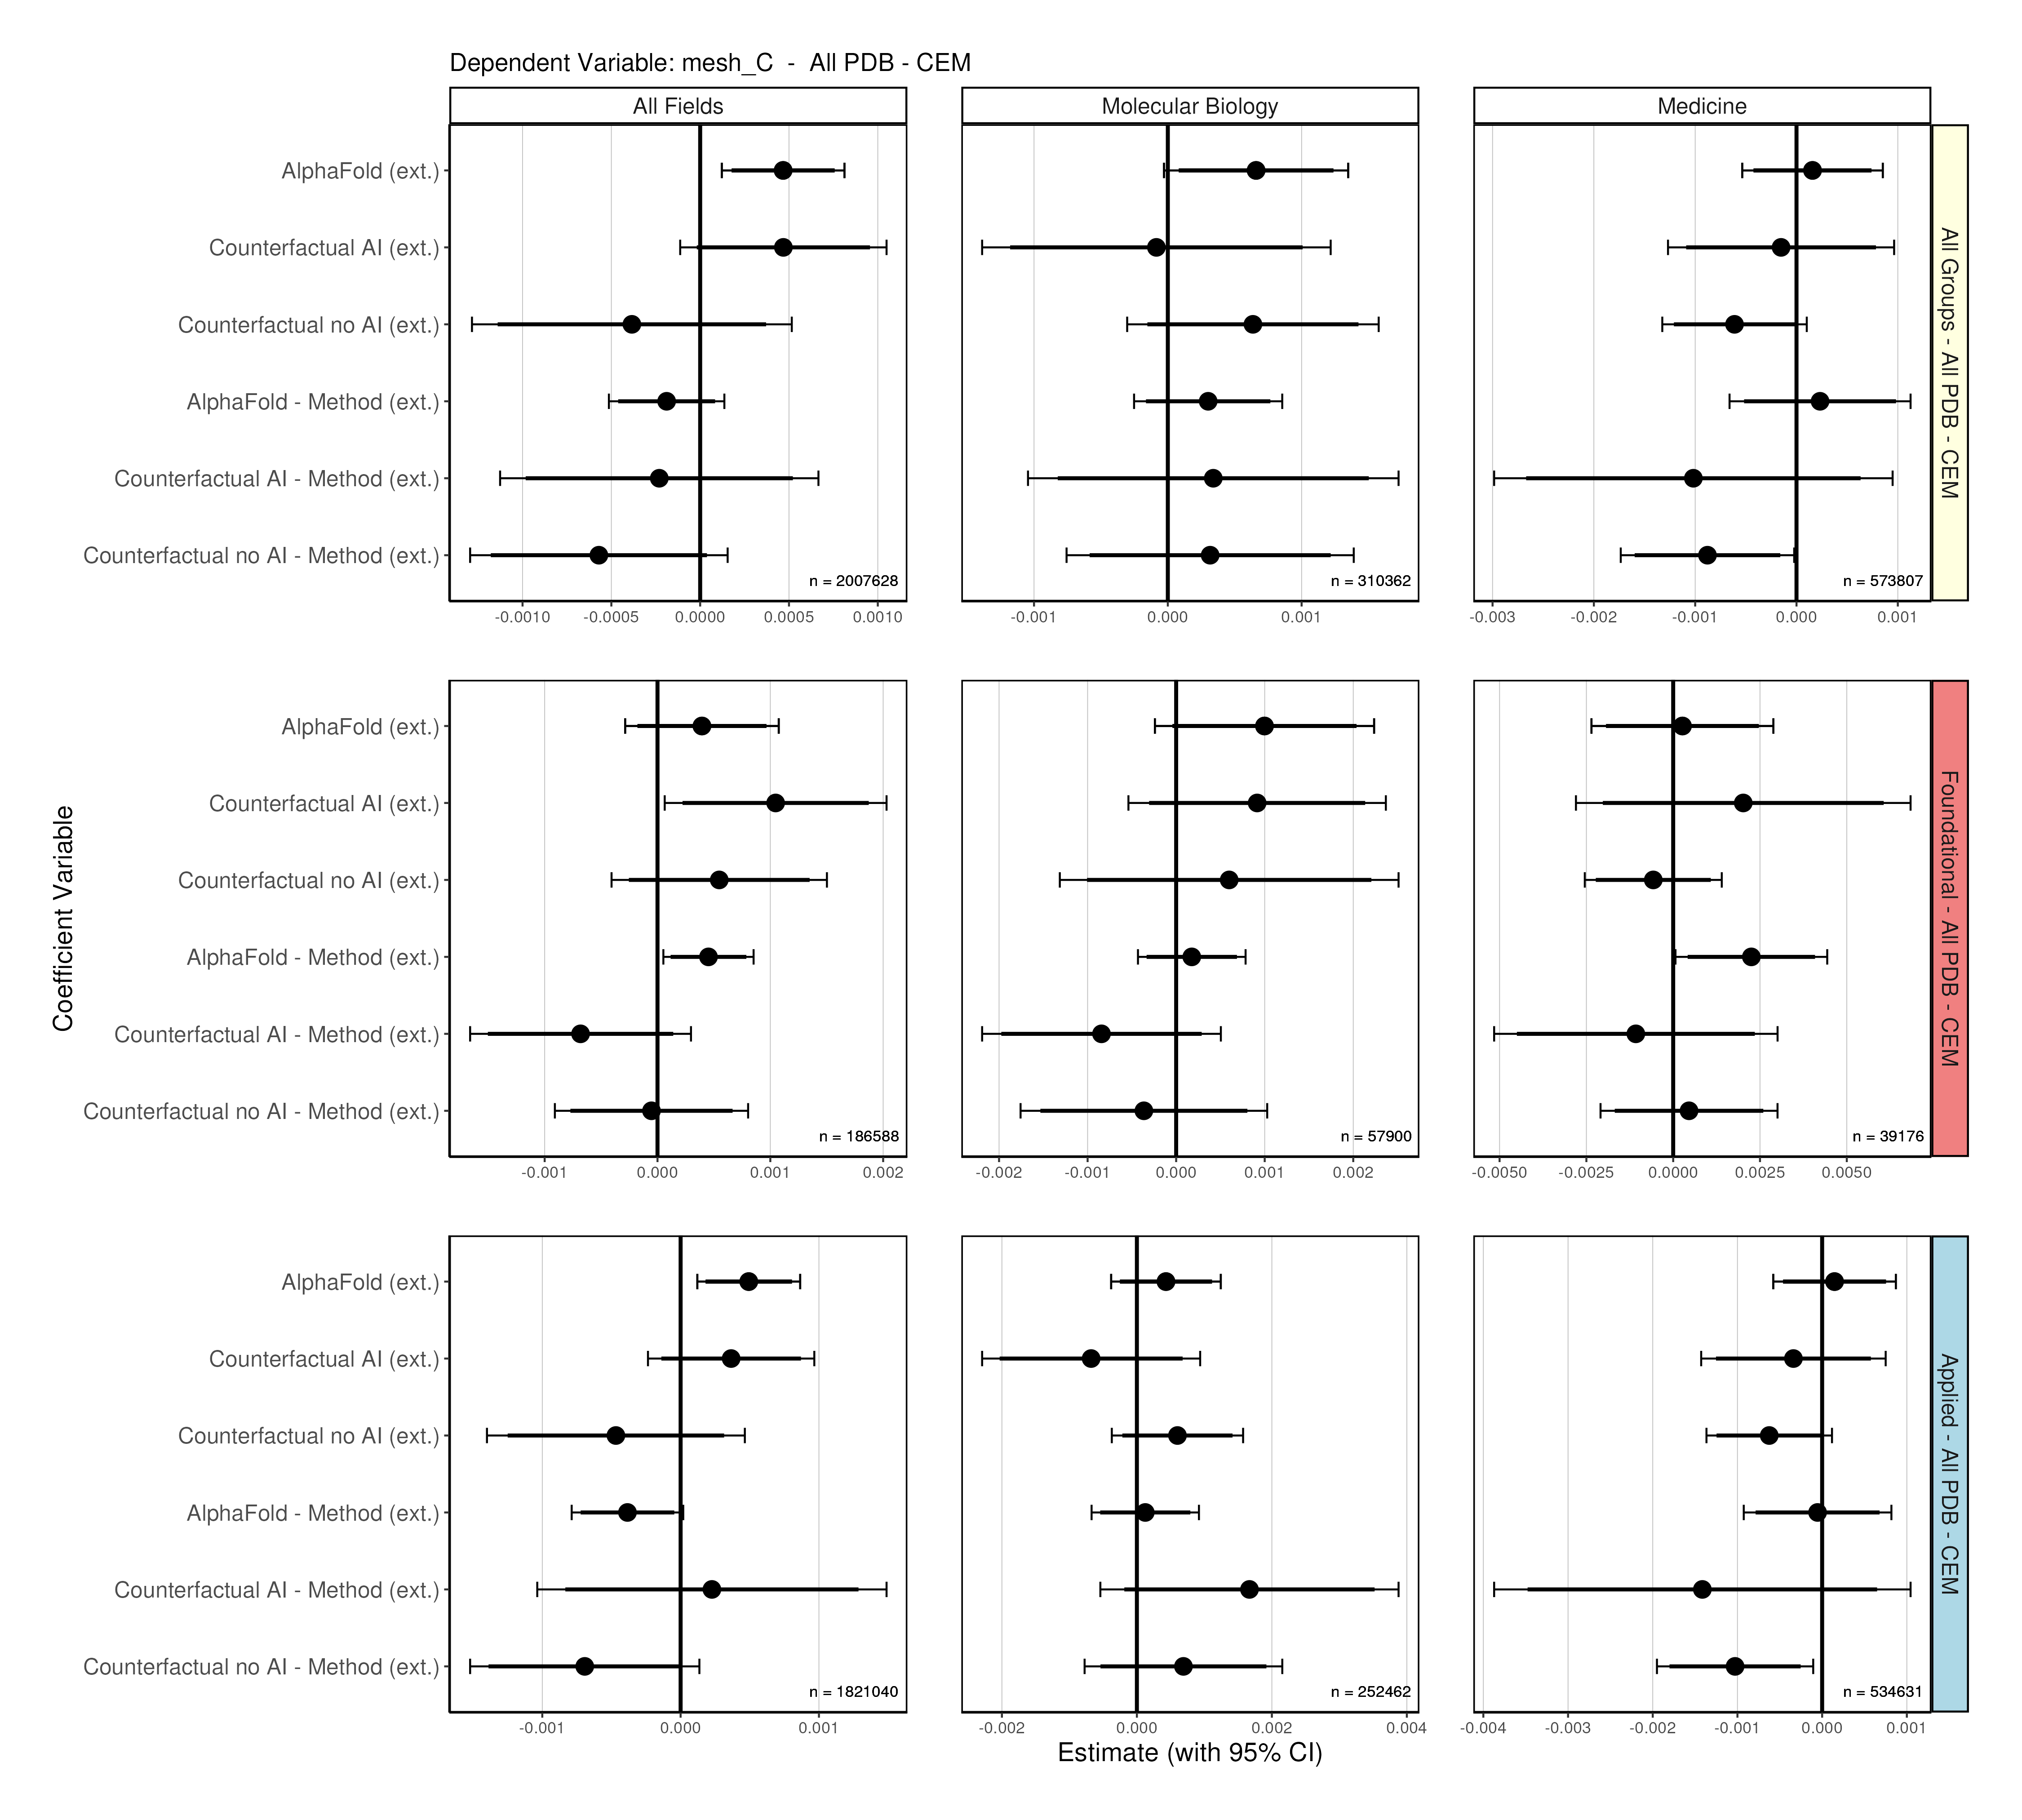 Dependent Variable: mesh_C - All PDB - CEM
All Fields
Molecular Biology
Medicine
Coefficient Variable
AlphaFold (ext.)
Counterfactual AI (ext.)
Counterfactual no AI (ext.)
AlphaFold - Method (ext.)
Counterfactual AI - Method (ext.)
Counterfactual no AI - Method (ext.)
n = 2007628
n = 310362
n = 573807
All Groups - All PDB - CEM
-0.0010 -0.0005 0.0000 0.0005 0.0010
-0.001 0.000 0.001
-0.003 -0.002 -0.001 0.000 0.001
AlphaFold (ext.)
Counterfactual AI (ext.)
Counterfactual no AI (ext.)
AlphaFold - Method (ext.)
Counterfactual AI - Method (ext.)
Counterfactual no AI - Method (ext.)
n = 186588
n = 57900
n = 39176
Foundational - All PDB - CEM
-0.001 0.000 0.001 0.002
-0.002 -0.001 0.000 0.001 0.002
-0.0050 -0.0025 0.0000 0.0025 0.0050
AlphaFold (ext.)
Counterfactual AI (ext.)
Counterfactual no AI (ext.)
AlphaFold - Method (ext.)
Counterfactual AI - Method (ext.)
Counterfactual no AI - Method (ext.)
n = 1821040
n = 252462
n = 534631
Applied - All PDB - CEM
-0.001 0.000 0.001
-0.002 0.000 0.002 0.004
-0.004 -0.003 -0.002 -0.001 0.000 0.001
Estimate (with 95% CI)